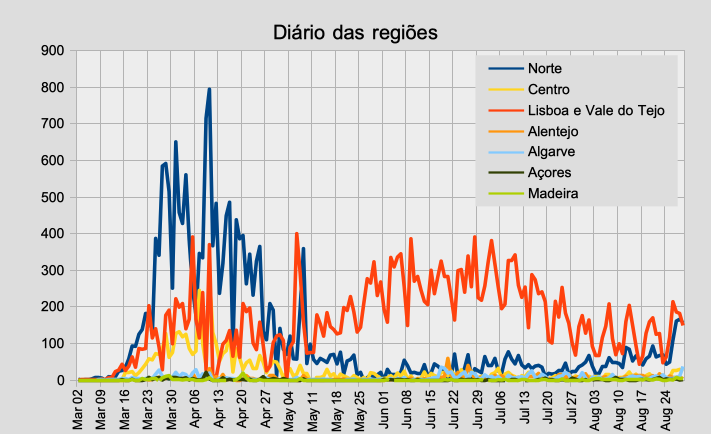 Diário das regiões
900
800
700
600
500
400
300
200
100
0
Norte
Centro
Lisboa e Vale do Tejo
Alentejo
Algarve
Açores
Madeira
Mar 02
Mar 09
Mar 16
Mar 23
Mar 30
Apr 06
Apr 13
Apr 20
Apr 27
May 04
May 11
May 18
May 25
Jun 01
Jun 08
Jun 15
Jun 22
Jun 29
Jul 06
Jul 13
Jul 20
Jul 27
Aug 03
Aug 10
Aug 17
Aug 24